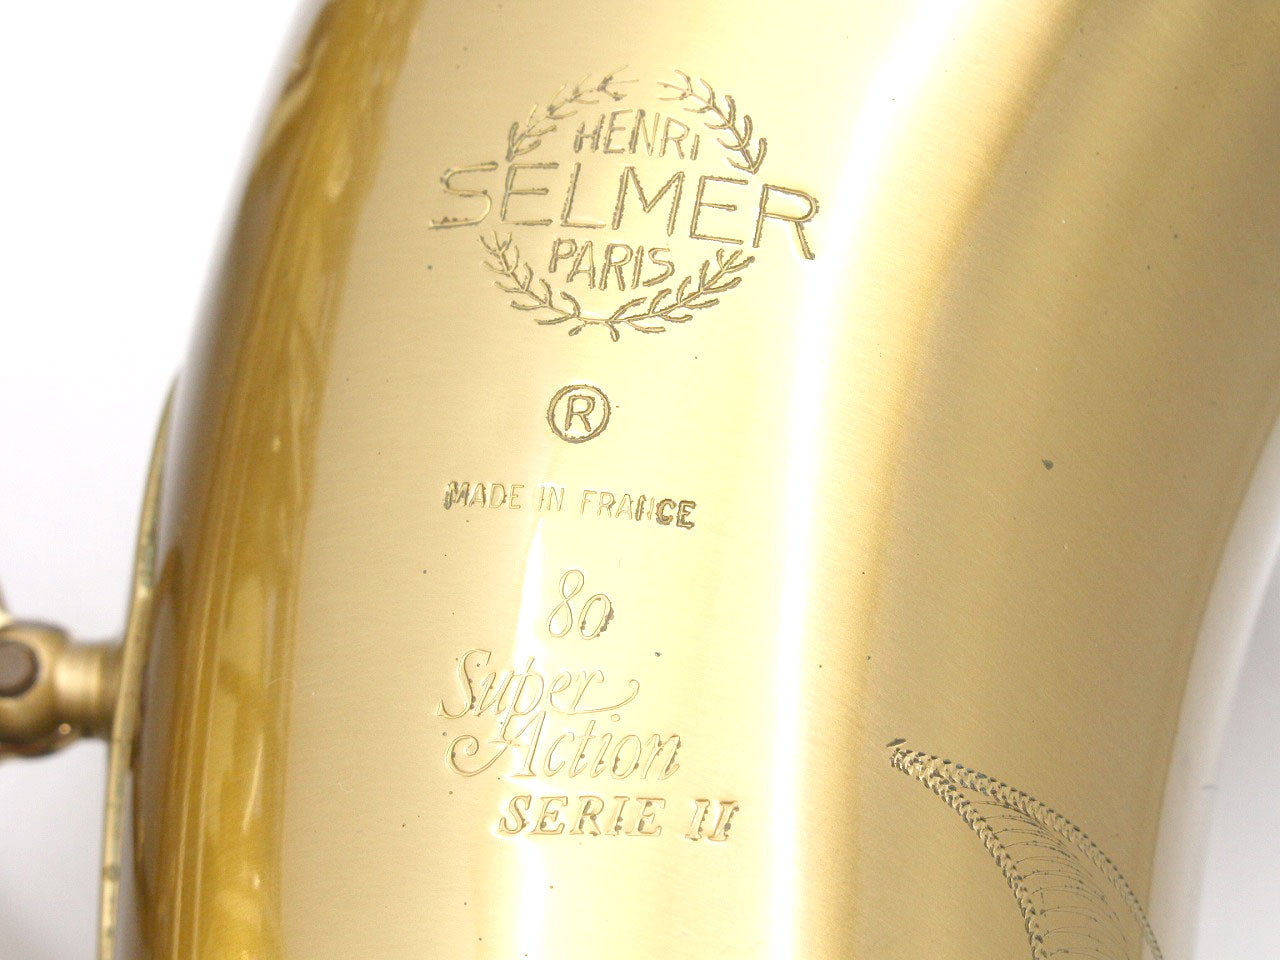 HENRI
SELMER
PARIS
®
MADE IN FRANCE
80
Super
Action
SERIE II